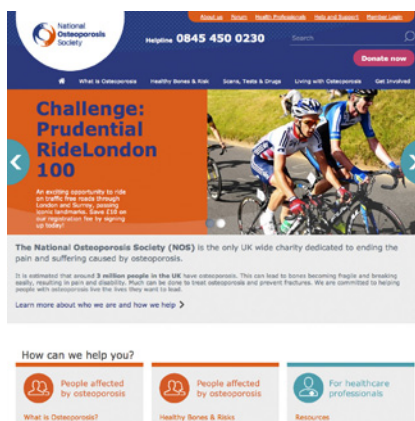 About us Forum Health Professionals Help and Support Member Login
National
Osteoporosis
Society
Helpline 0845 450 0230
Search
Donate now
What is Osteoporosis Healthy Bones & Risk Scans, Tests & Drugs Living with Osteoporosis Get Involved
Challenge:
Prudential
RideLondon
100
An exciting opportunity to ride
on traffic free roads through
London and Surrey, passing
iconic landmarks. Save £10 on
our registration fee by signing
up today!
The National Osteoporosis Society (NOS) is the only UK wide charity dedicated to ending the
pain and suffering caused by osteoporosis.
It is estimated that around 3 million people in the UK have osteoporosis. This can lead to bones becoming fragile and breaking
easily, resulting in pain and disability. Much can be done to treat osteoporosis and prevent fractures. We are committed to helping
people with osteoporosis live the lives they want to lead.
Learn more about who we are and how we help
How can we help you?
People affected
by osteoporosis
People affected
by osteoporosis
For healthcare
professionals
What is Osteoporosis?
Healthy Bones & Risks
Resources